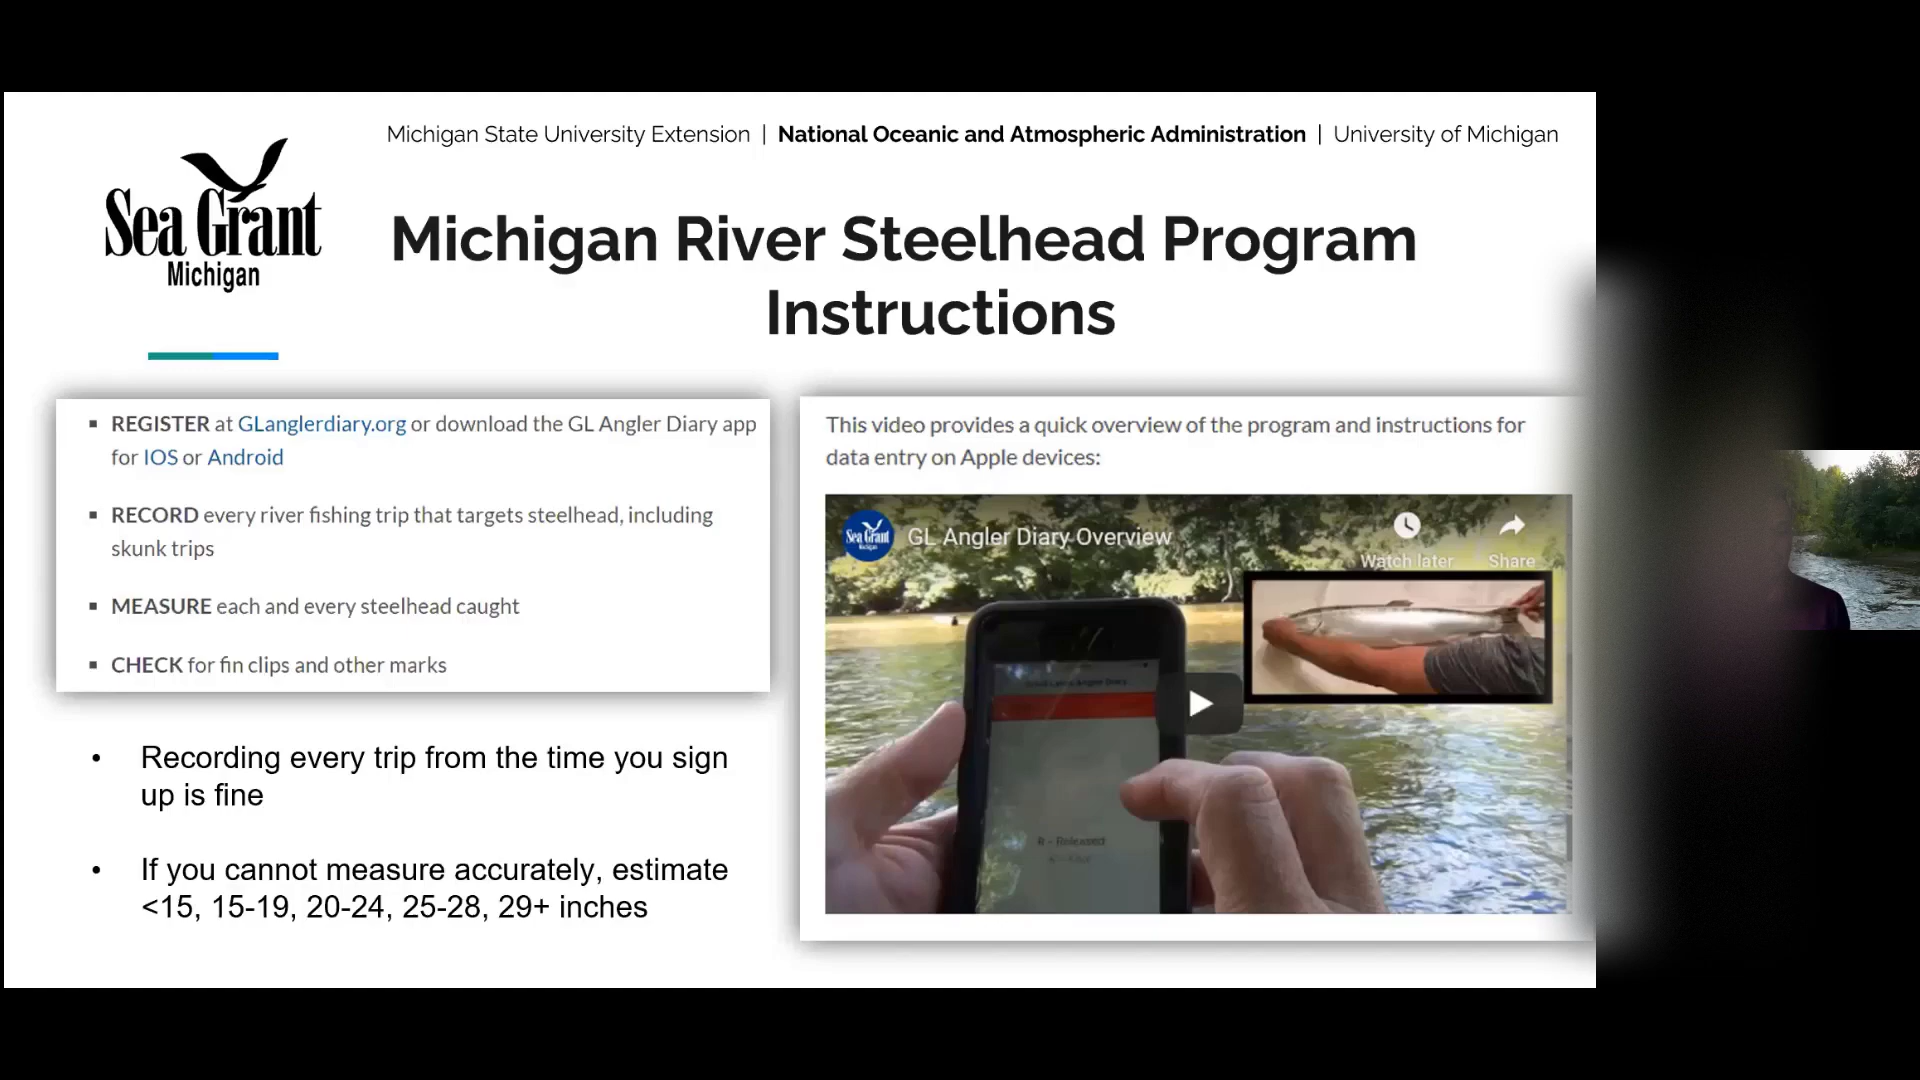 Michigan State University Extension | National Oceanic and Atmospheric Administration | University of Michigan
Sea Grant
Michigan
Michigan River Steelhead Program
Instructions
▪ REGISTER at GLanglerdiary.org or download the GL Angler Diary app
for IOS or Android
▪ RECORD every river fishing trip that targets steelhead, including
skunk trips
▪ MEASURE each and every steelhead caught
▪ CHECK for fin clips and other marks
• Recording every trip from the time you sign
up is fine
• If you cannot measure accurately, estimate
<15, 15-19, 20-24, 25-28, 29+ inches
This video provides a quick overview of the program and instructions for
data entry on Apple devices:
Sea Grant
Michigan
GL Angler Diary Overview
Watch later
Share
R - Released